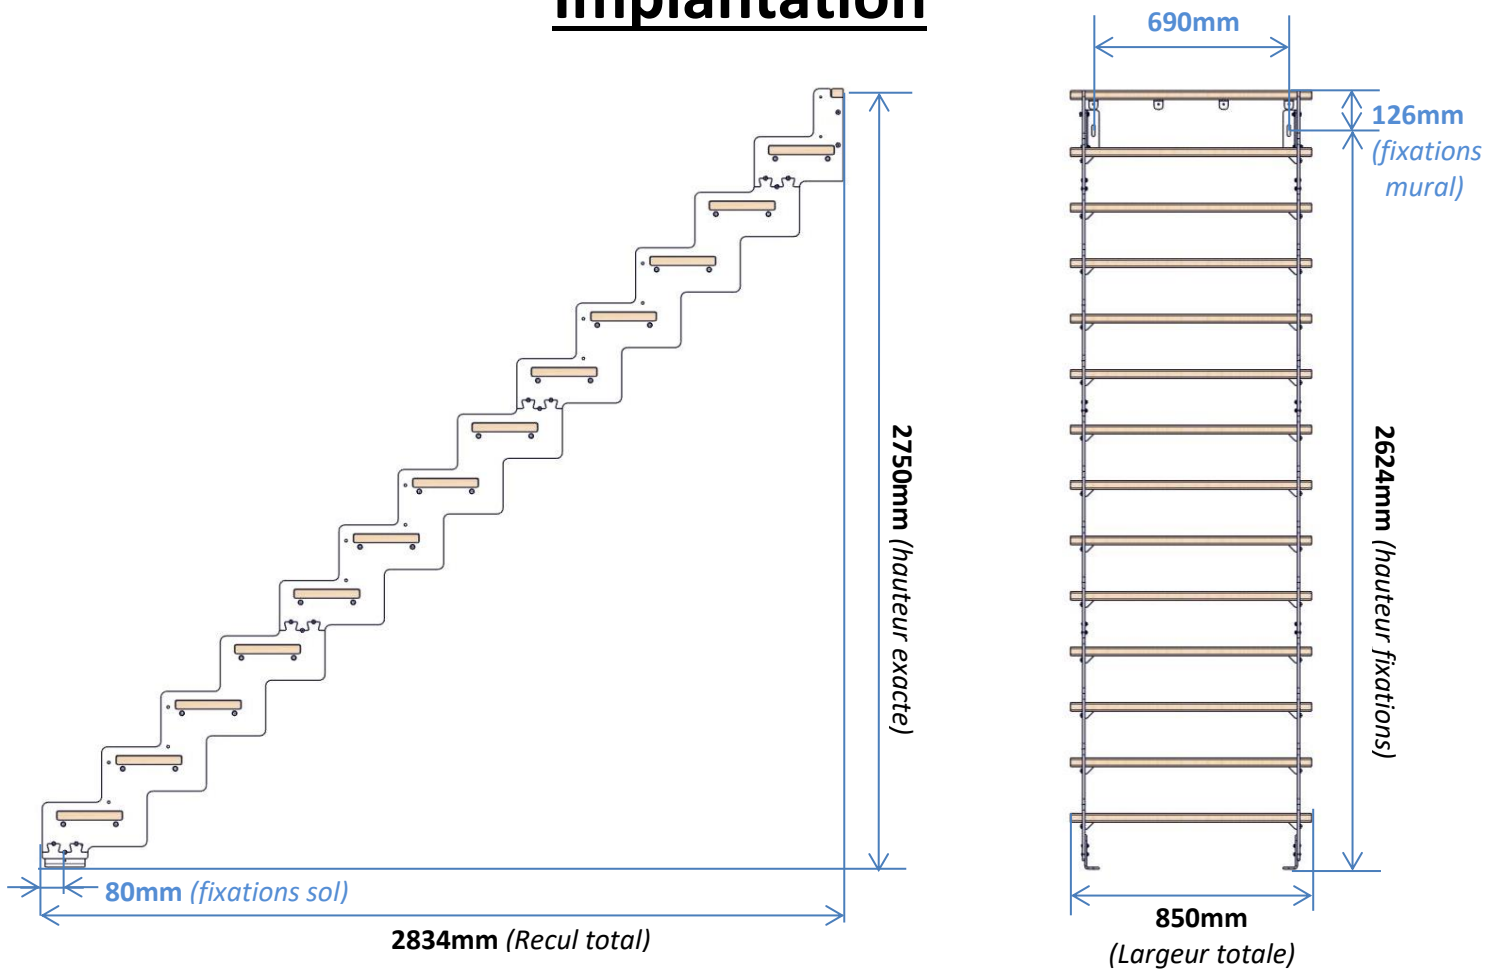 Implantation
690mm
126mm
(fixations
mural)
2750mm (hauteur exacte)
2624mm (hauteur fixations)
80mm (fixations sol)
2834mm (Recul total)
850mm
(Largeur totale)